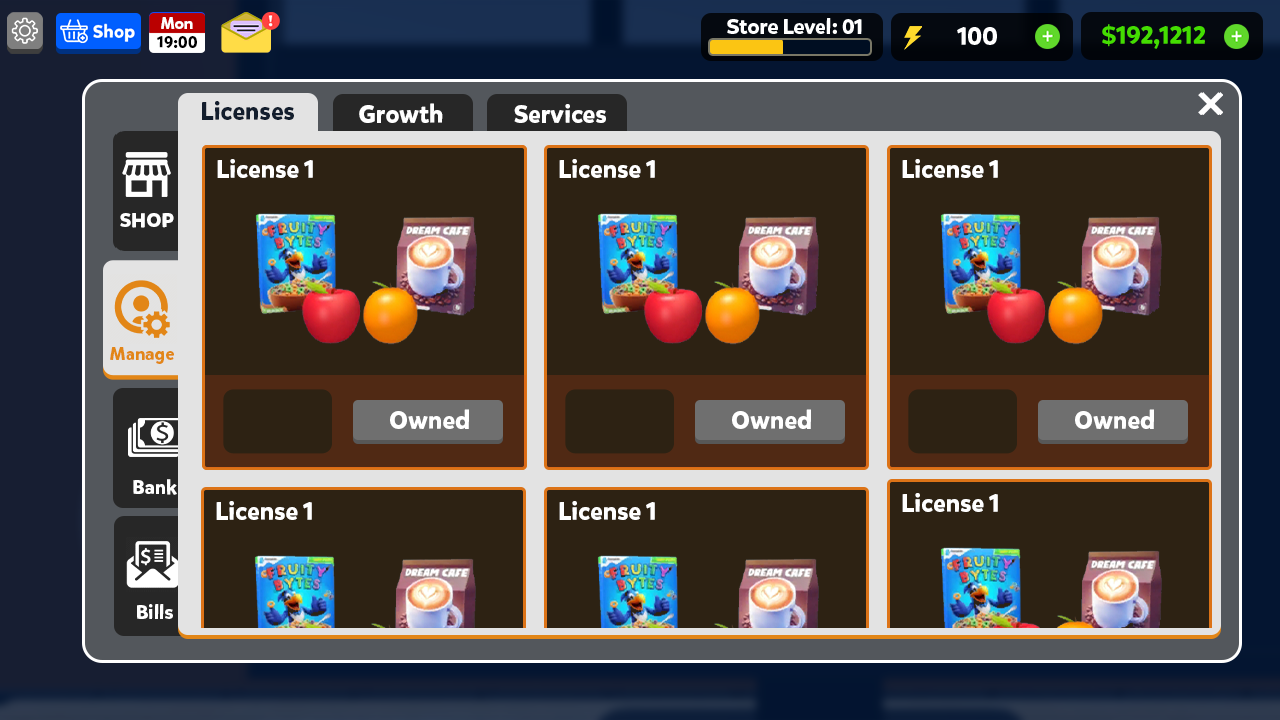 Shop
Mon
19:00
!
Store Level: 01
100
+
$192,1212
+
Licenses
Growth
Services
SHOP
Manage
Bank
Bills
License 1
FRUITY
BYTES
DREAM CAFE
Owned
License 1
FRUITY
BYTES
DREAM CAFE
Owned
License 1
FRUITY
BYTES
DREAM CAFE
Owned
License 1
FRUITY
BYTES
DREAM CAFE
License 1
FRUITY
BYTES
DREAM CAFE
License 1
FRUITY
BYTES
DREAM CAFE